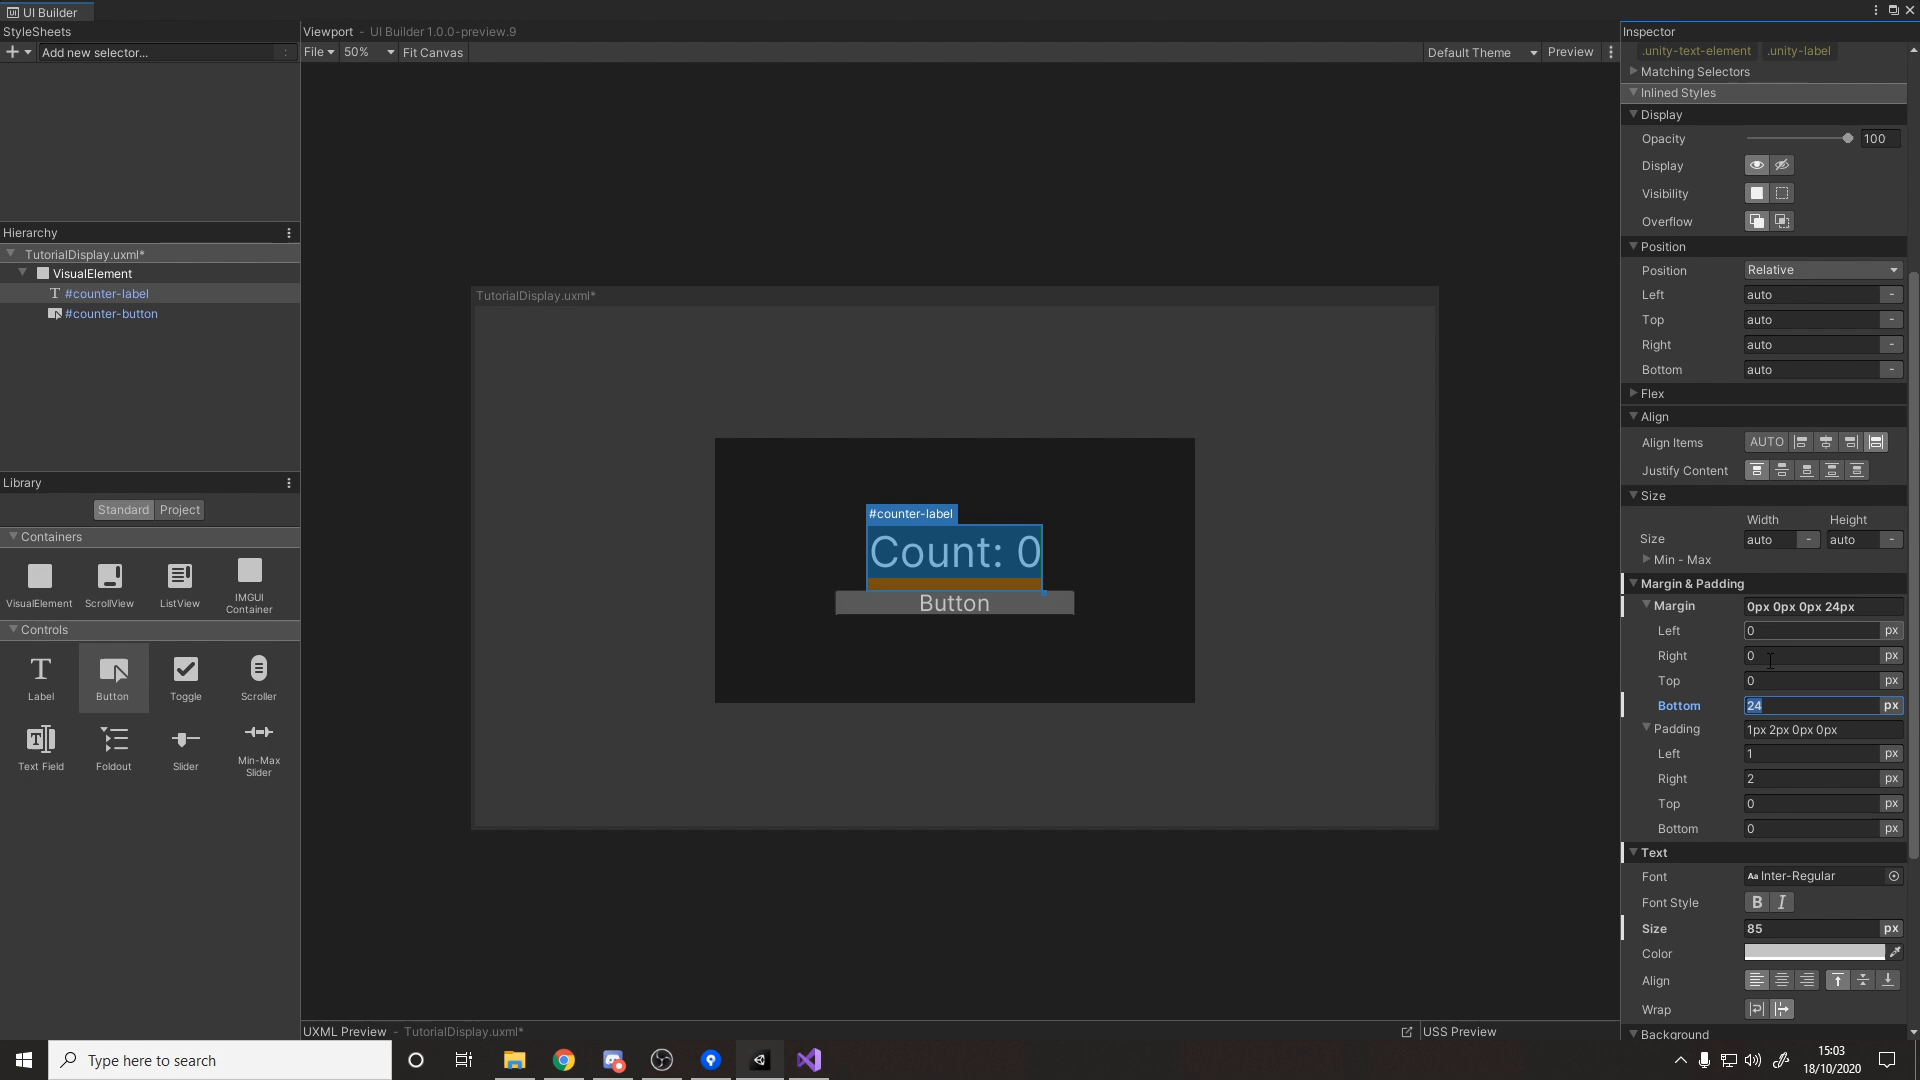 UI Builder
StyleSheets
Add new selector...
Viewport - UI Builder 1.0.0-preview.9
File 50% Fit Canvas
Default Theme Preview
Inspector
.unity-text-element .unity-label
Matching Selectors
Inlined Styles
Display
Opacity 100
Display
Visibility
Overflow
Position
Position Relative
Left auto -
Top auto -
Right auto -
Bottom auto -
Flex
Align
Align Items AUTO
Justify Content
Size
Width Height
Size auto - auto -
Min - Max
Margin & Padding
Margin 0px 0px 0px 24px
Left 0 px
Right 0 px
Top 0 px
Bottom 24 px
Padding 1px 2px 0px 0px
Left 1 px
Right 2 px
Top 0 px
Bottom 0 px
Text
Font Aa Inter-Regular
Font Style B I
Size 85 px
Color
Align
Wrap
Background
Hierarchy
TutorialDisplay.uxml*
VisualElement
T #counter-label
#counter-button
Library
Standard Project
Containers
VisualElement ScrollView ListView IMGUI Container
Controls
Label Button Toggle Scroller
Text Field Foldout Slider Min-Max Slider
TutorialDisplay.uxml*
#counter-label
Count: 0
Button
UXML Preview - TutorialDisplay.uxml*
USS Preview
Type here to search
15:03
18/10/2020